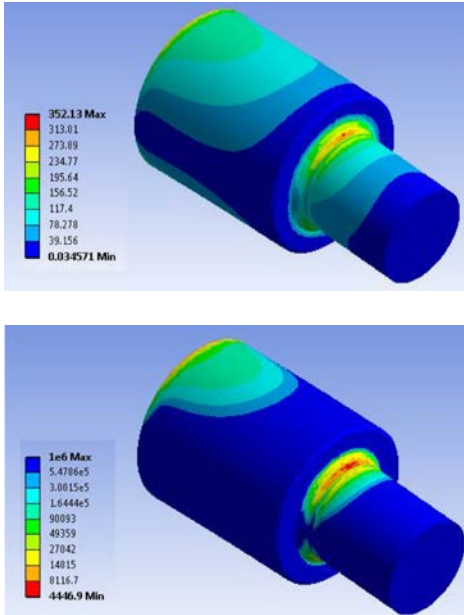 352.13 Max
313.01
273.89
234.77
195.64
156.52
117.4
78.278
39.156
0.034571 Min
1e6 Max
5.4786e5
3.0015e5
1.6444e5
90093
49359
27042
14815
8116.7
4446.9 Min